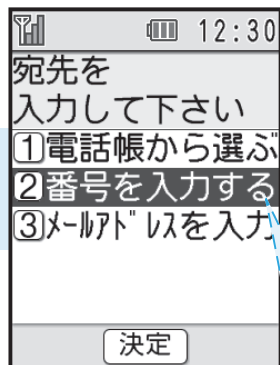 12:30
宛先を
入力して下さい
1電話帳から選ぶ
2番号を入力する
3ﾒｰﾙｱﾄﾞﾚｽを入力
決定